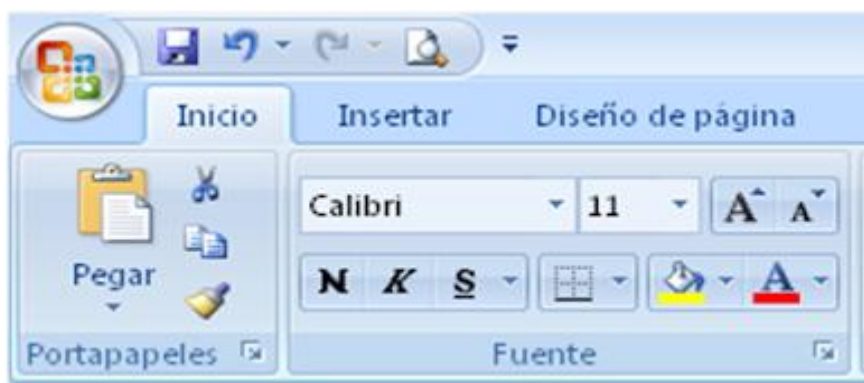 Inicio Insertar Diseño de página
Calibri 11 A A
Pegar N K S A
Portapapeles Fuente